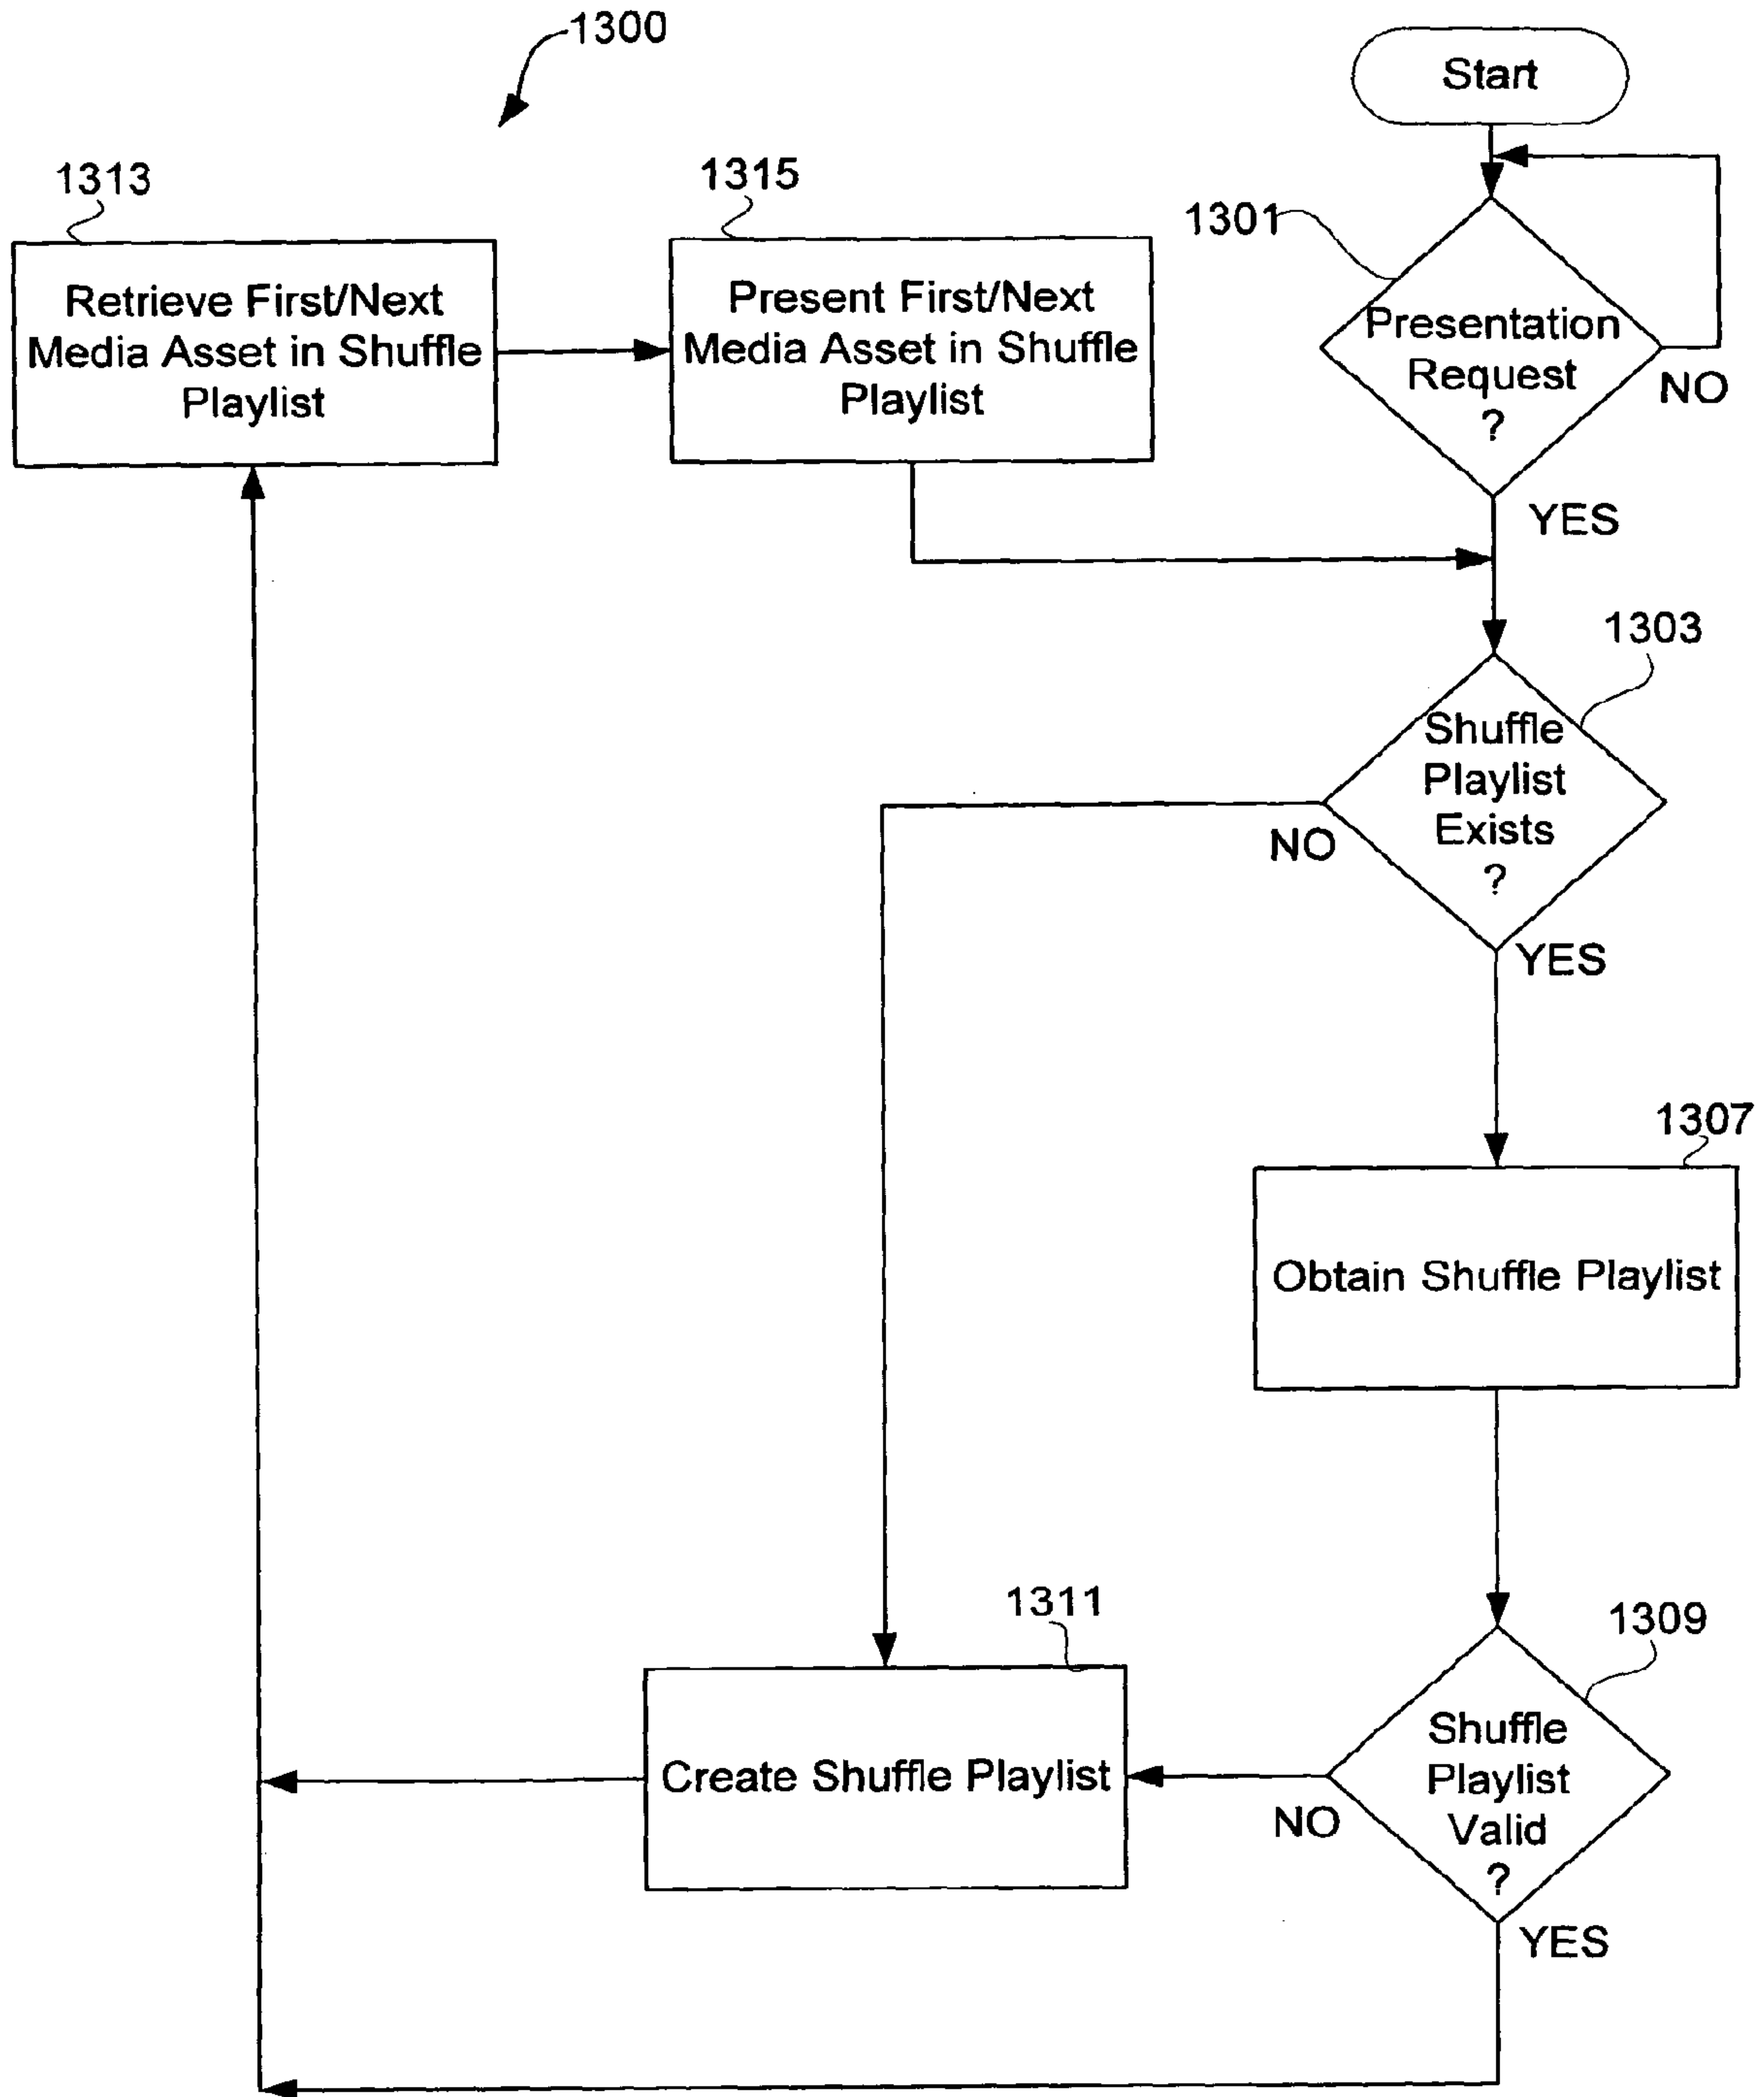 1300
Start
1313
1315
1301
Retrieve First/Next
Media Asset in Shuffle
Playlist
Present First/Next
Media Asset in Shuffle
Playlist
Presentation
Request
?
NO
YES
1303
Shuffle
Playlist
Exists
?
NO
YES
1307
Obtain Shuffle Playlist
1311
1309
Create Shuffle Playlist
Shuffle
Playlist
Valid
?
NO
YES